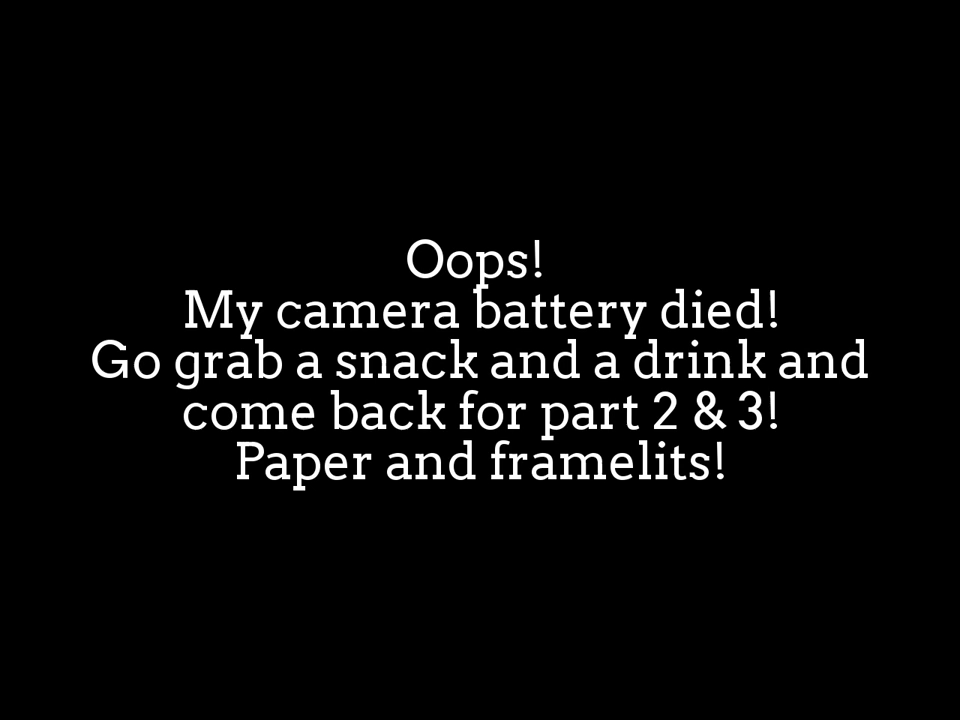 Oops!
My camera battery died!
Go grab a snack and a drink and
come back for part 2 & 3!
Paper and framelits!